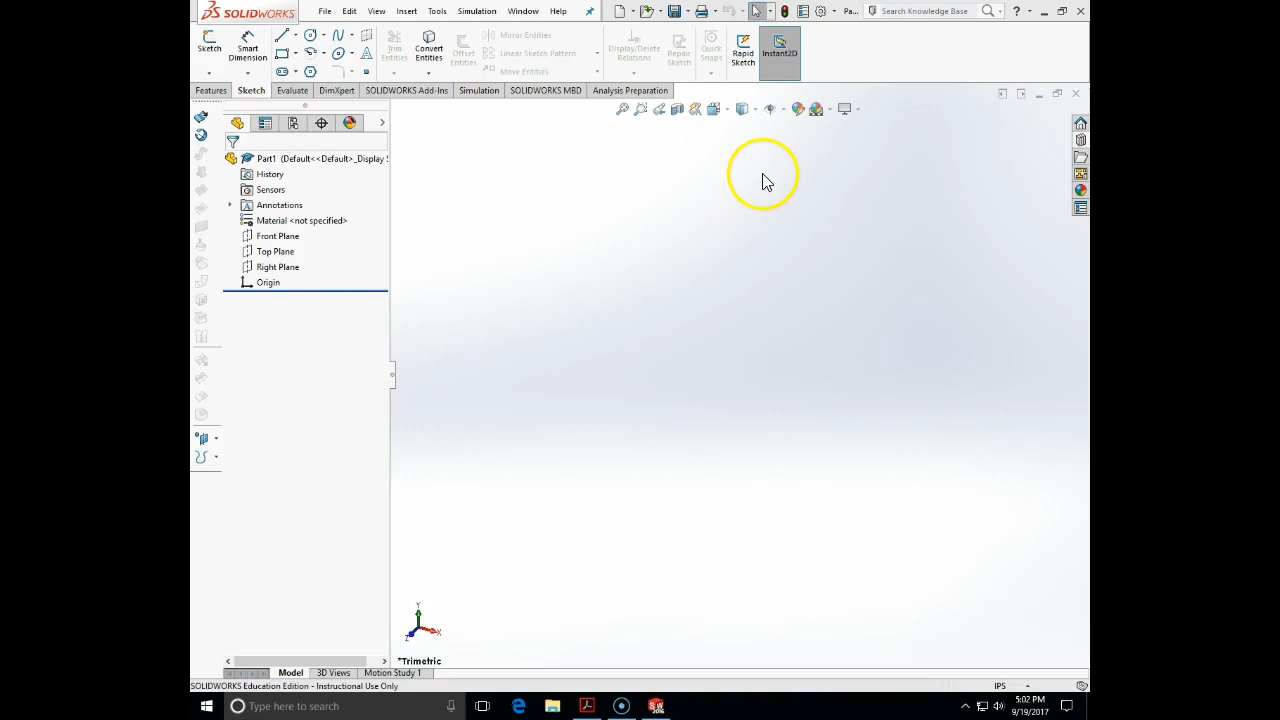 SOLIDWORKS File Edit View Insert Tools Simulation Window Help Pa... Search Knowledge Base ?
Sketch Smart Dimension Trim Entities Convert Entities Offset Entities Mirror Entities Linear Sketch Pattern Move Entities Display/Delete Relations Repair Sketch Quick Snaps Rapid Sketch Instant2D
Features Sketch Evaluate DimXpert SOLIDWORKS Add-Ins Simulation SOLIDWORKS MBD Analysis Preparation
Part1 (Default<<Default>_Display S
History
Sensors
Annotations
Material <not specified>
Front Plane
Top Plane
Right Plane
Origin
Y
X
Z
*Trimetric
Model 3D Views Motion Study 1
SOLIDWORKS Education Edition - Instructional Use Only IPS
Type here to search SW 2016 5:02 PM
9/19/2017